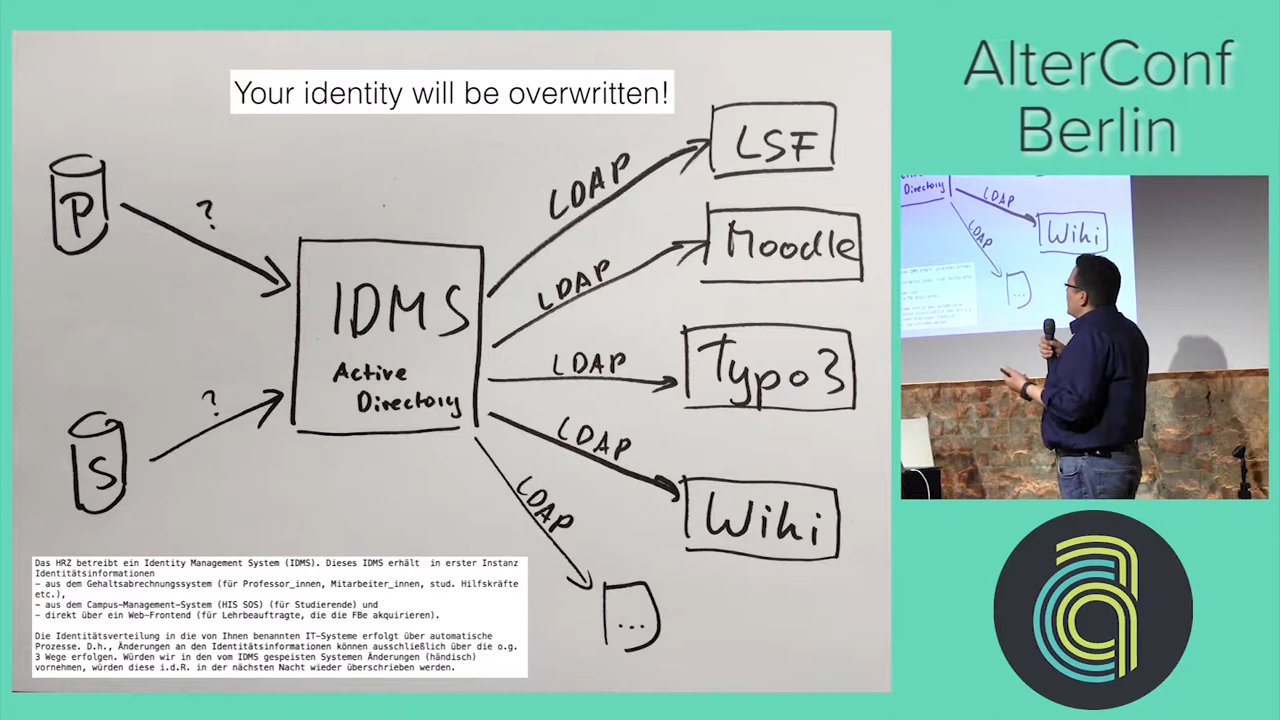 Your identity will be overwritten!
P
?
S
?
IDMS
Active
Directory
LDAP
LSF
LDAP
Moodle
LDAP
Typo3
LDAP
Wiki
LDAP
...
Das HRZ betreibt ein Identity Management System (IDMS). Dieses IDMS erhält in erster Instanz
Identitätsinformationen
– aus dem Gehaltsabrechnungssystem (für Professor_innen, Mitarbeiter_innen, stud. Hilfskräfte
etc.),
– aus dem Campus-Management-System (HIS SOS) (für Studierende) und
– direkt über ein Web-Frontend (für Lehrbeauftragte, die die FBe akquirieren).
Die Identitätsverteilung in die von Ihnen benannten IT-Systeme erfolgt über automatische
Prozesse. D.h., Änderungen an den Identitätsinformationen können ausschließlich über die o.g.
3 Wege erfolgen. Würden wir in den vom IDMS gespeisten Systemen Änderungen (händisch)
vornehmen, würden diese i.d.R. in der nächsten Nacht wieder überschrieben werden.
AlterConf
Berlin
Directory
LDAP
Wiki
LDAP
...
a